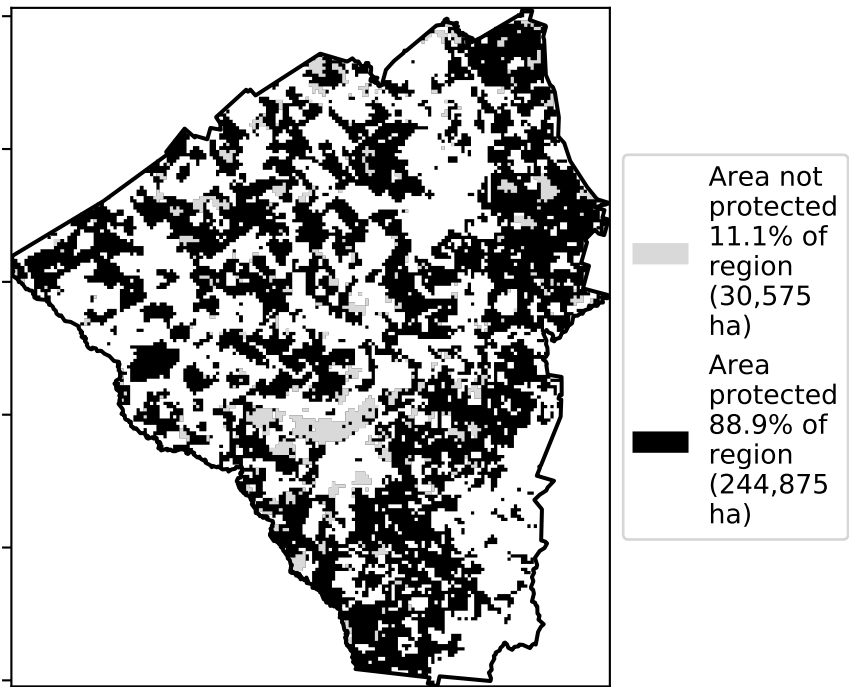 Area not
protected
11.1% of
region
(30,575
ha)
Area
protected
88.9% of
region
(244,875
ha)